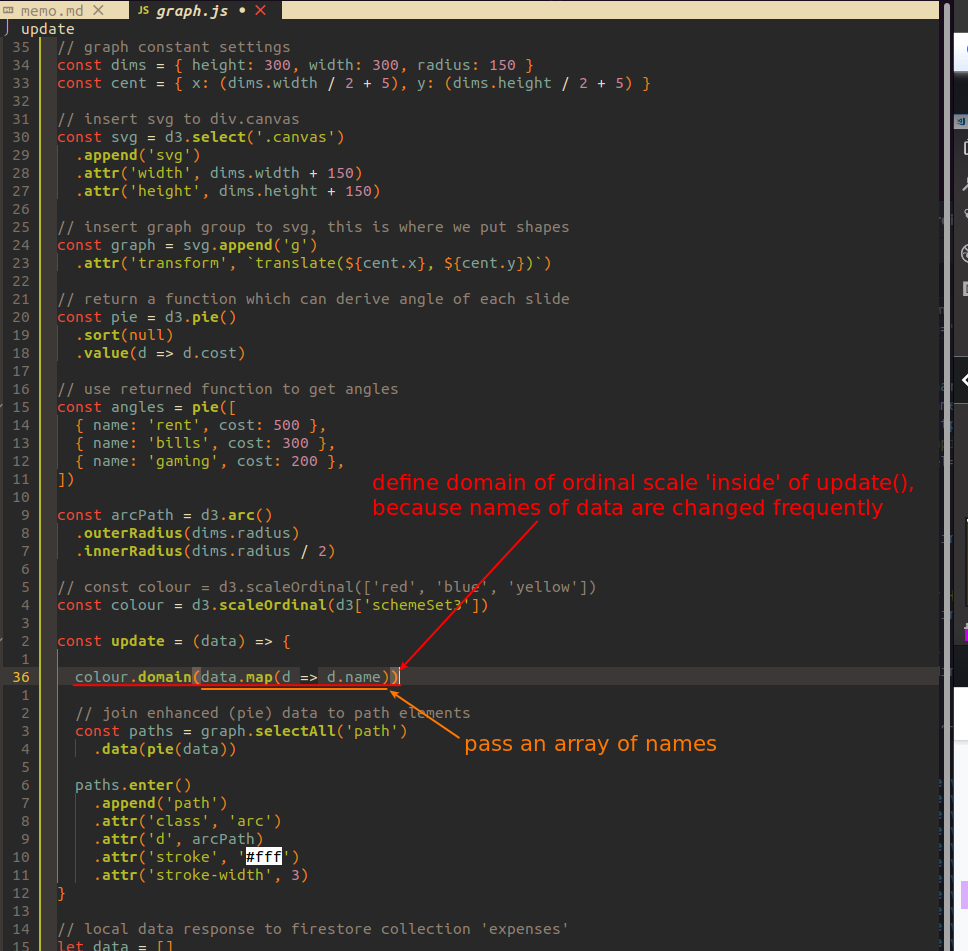 memo.md ×
JS graph.js • ×
update
35 // graph constant settings
34 const dims = { height: 300, width: 300, radius: 150 }
33 const cent = { x: (dims.width / 2 + 5), y: (dims.height / 2 + 5) }
32
31 // insert svg to div.canvas
30 const svg = d3.select('.canvas')
29   .append('svg')
28   .attr('width', dims.width + 150)
27   .attr('height', dims.height + 150)
26
25 // insert graph group to svg, this is where we put shapes
24 const graph = svg.append('g')
23   .attr('transform', `translate(${cent.x}, ${cent.y})`)
22
21 // return a function which can derive angle of each slide
20 const pie = d3.pie()
19   .sort(null)
18   .value(d => d.cost)
17
16 // use returned function to get angles
15 const angles = pie([
14   { name: 'rent', cost: 500 },
13   { name: 'bills', cost: 300 },
12   { name: 'gaming', cost: 200 },
11 ])
define domain of ordinal scale 'inside' of update(),
because names of data are changed frequently
10
9 const arcPath = d3.arc()
8   .outerRadius(dims.radius)
7   .innerRadius(dims.radius / 2)
6
5 // const colour = d3.scaleOrdinal(['red', 'blue', 'yellow'])
4 const colour = d3.scaleOrdinal(d3['schemeSet3'])
3
2 const update = (data) => {
1
36   colour.domain(data.map(d => d.name))
1
2   // join enhanced (pie) data to path elements
3   const paths = graph.selectAll('path')
4     .data(pie(data))
pass an array of names
5
6   paths.enter()
7     .append('path')
8     .attr('class', 'arc')
9     .attr('d', arcPath)
10     .attr('stroke', '#fff')
11     .attr('stroke-width', 3)
12 }
13
14 // local data response to firestore collection 'expenses'
15 let data = []